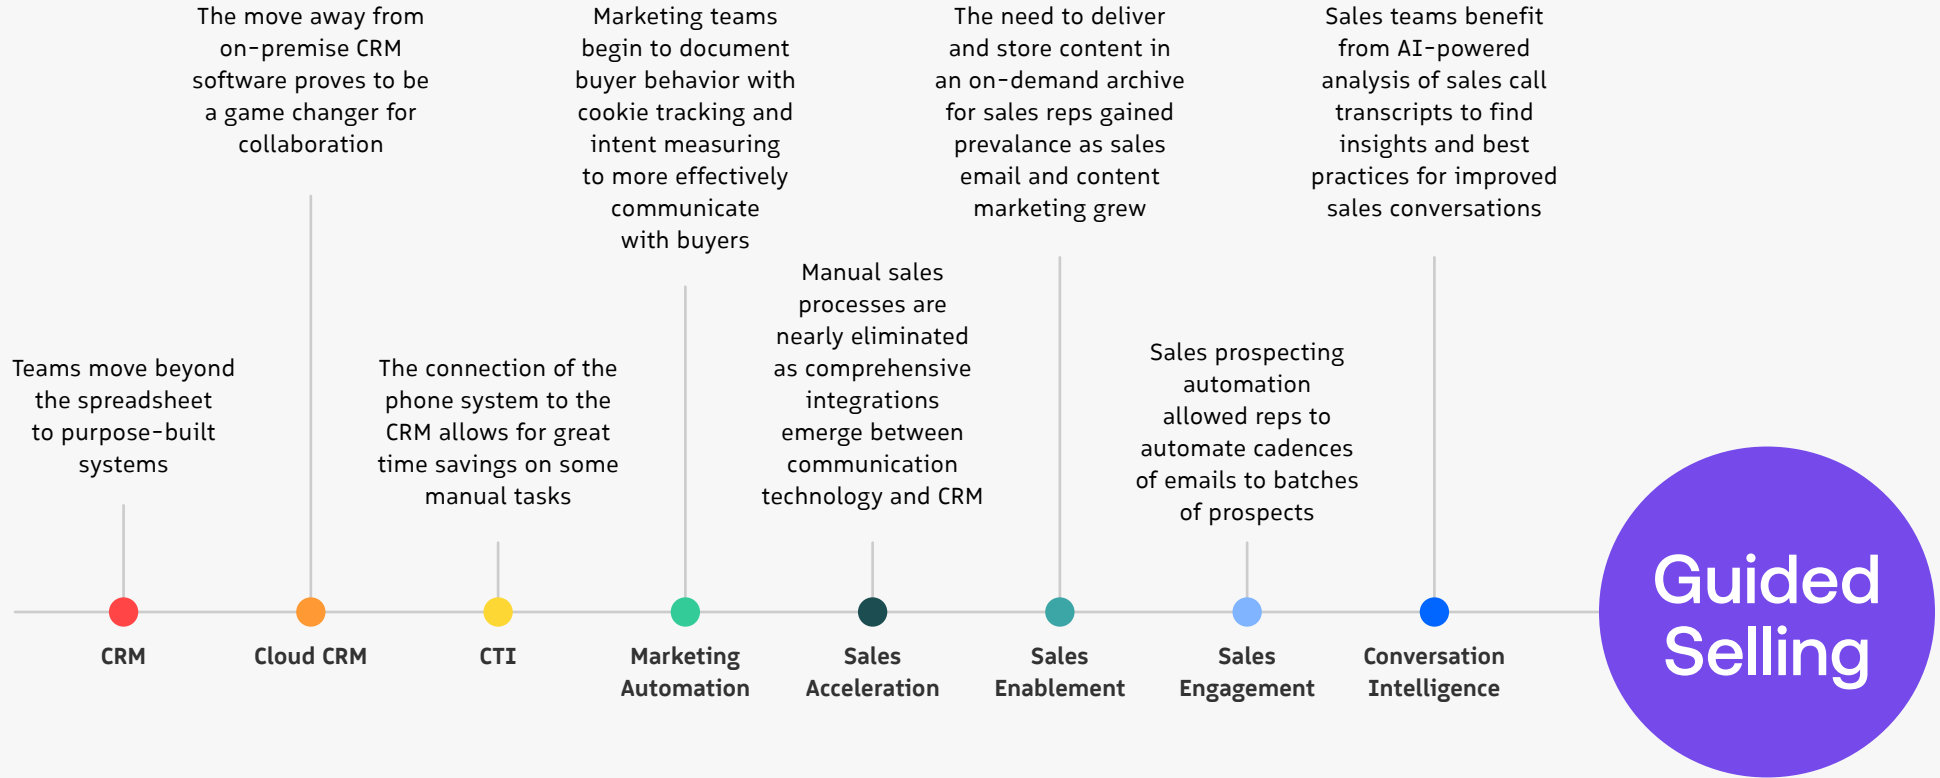 The move away from
on-premise CRM
software proves to be
a game changer for
collaboration
Marketing teams
begin to document
buyer behavior with
cookie tracking and
intent measuring
to more effectively
communicate
with buyers
The need to deliver
and store content in
an on-demand archive
for sales reps gained
prevalance as sales
email and content
marketing grew
Sales teams benefit
from AI-powered
analysis of sales call
transcripts to find
insights and best
practices for improved
sales conversations
Teams move beyond
the spreadsheet
to purpose-built
systems
The connection of the
phone system to the
CRM allows for great
time savings on some
manual tasks
Manual sales
processes are
nearly eliminated
as comprehensive
integrations
emerge between
communication
technology and CRM
Sales prospecting
automation
allowed reps to
automate cadences
of emails to batches
of prospects
CRM
Cloud CRM
CTI
Marketing
Automation
Sales
Acceleration
Sales
Enablement
Sales
Engagement
Conversation
Intelligence
Guided
Selling